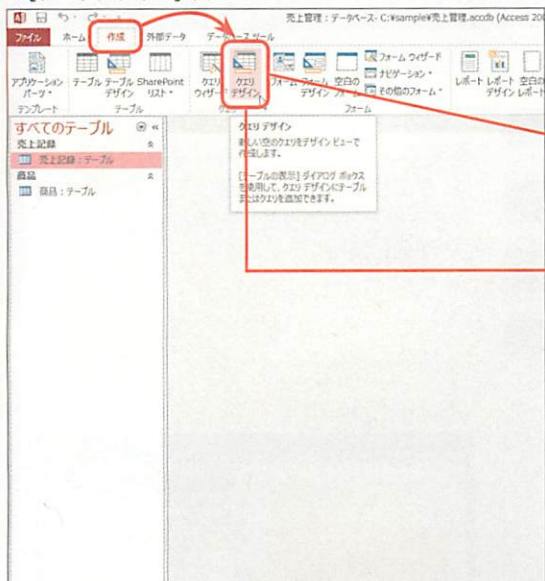 売上管理 : データベース- C:¥sample¥売上管理.accdb (Access 200
ファイル ホーム 作成 外部データ データベース ツール
アプリケーション パーツ テーブル テーブル デザイン SharePoint リスト クエリ ウィザード クエリ デザイン フォーム フォーム デザイン 空白の フォーム フォーム ウィザード レポート レポート デザイン 空白の レポート
ナビゲーション
その他のフォーム
テンプレート テーブル クエリ フォーム
すべてのテーブル
売上記録
売上記録 : テーブル
商品
商品 : テーブル
クエリ デザイン
新しい空のクエリをデザイン ビューで
作成します。
[テーブルの表示] ダイアログ ボックス
を使用して、クエリ デザインにテーブル
またはクエリを追加できます。